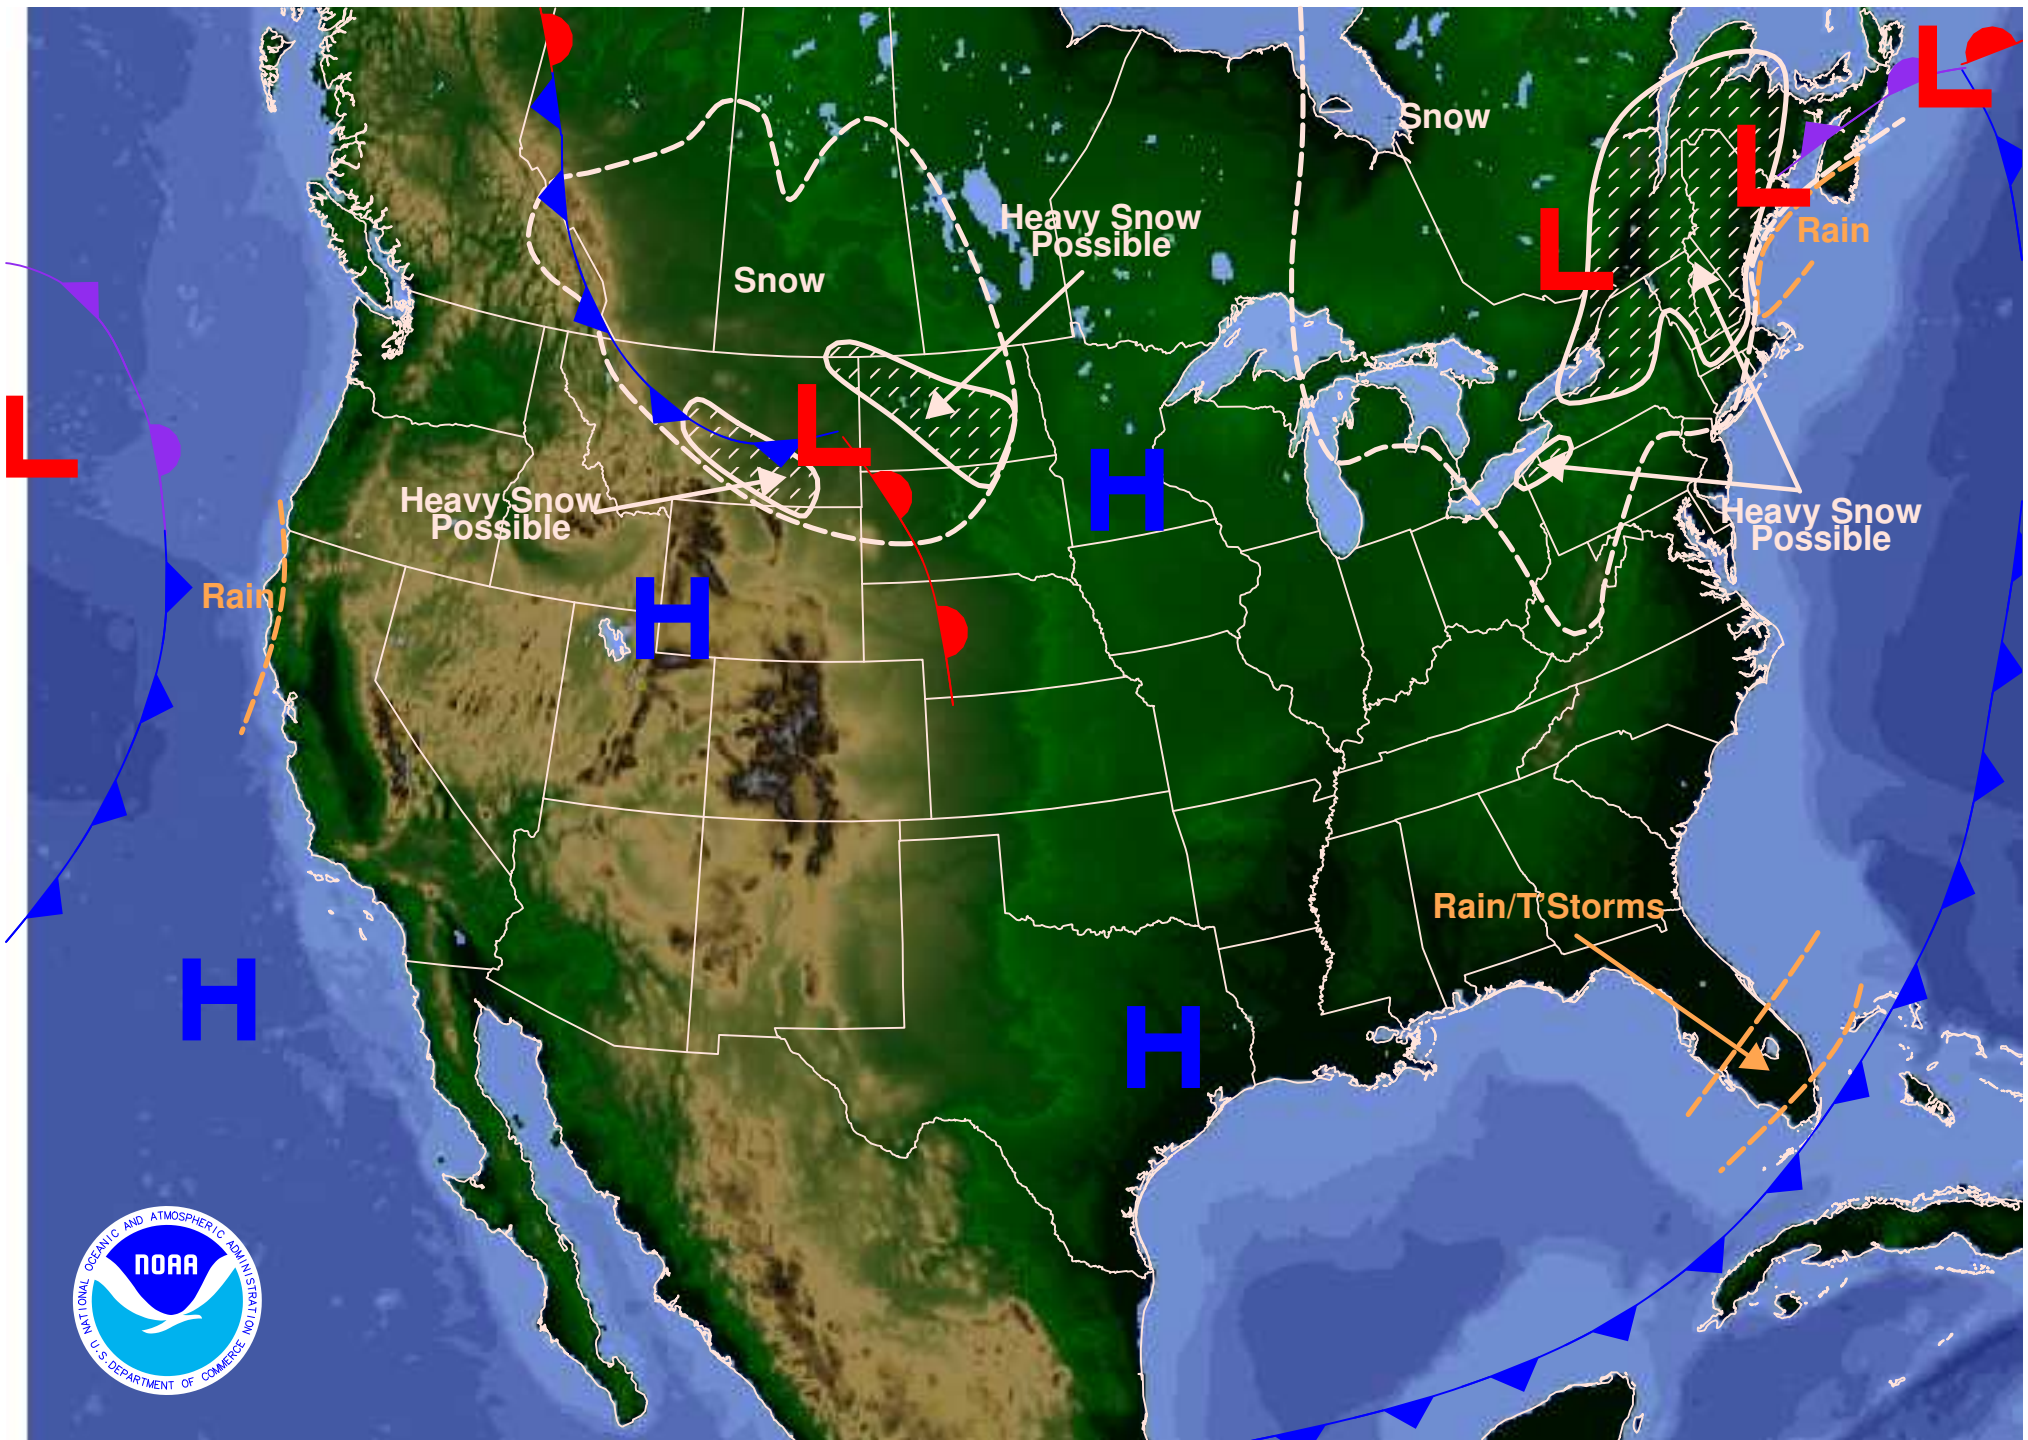 L
Snow
L
Heavy Snow
Possible
L
Rain
Snow
L
L
L
H
Heavy Snow
Possible
Heavy Snow
Possible
Rain
H
Rain/T'Storms
H
H
NATIONAL OCEANIC AND ATMOSPHERIC ADMINISTRATION
NOAA
U.S. DEPARTMENT OF COMMERCE